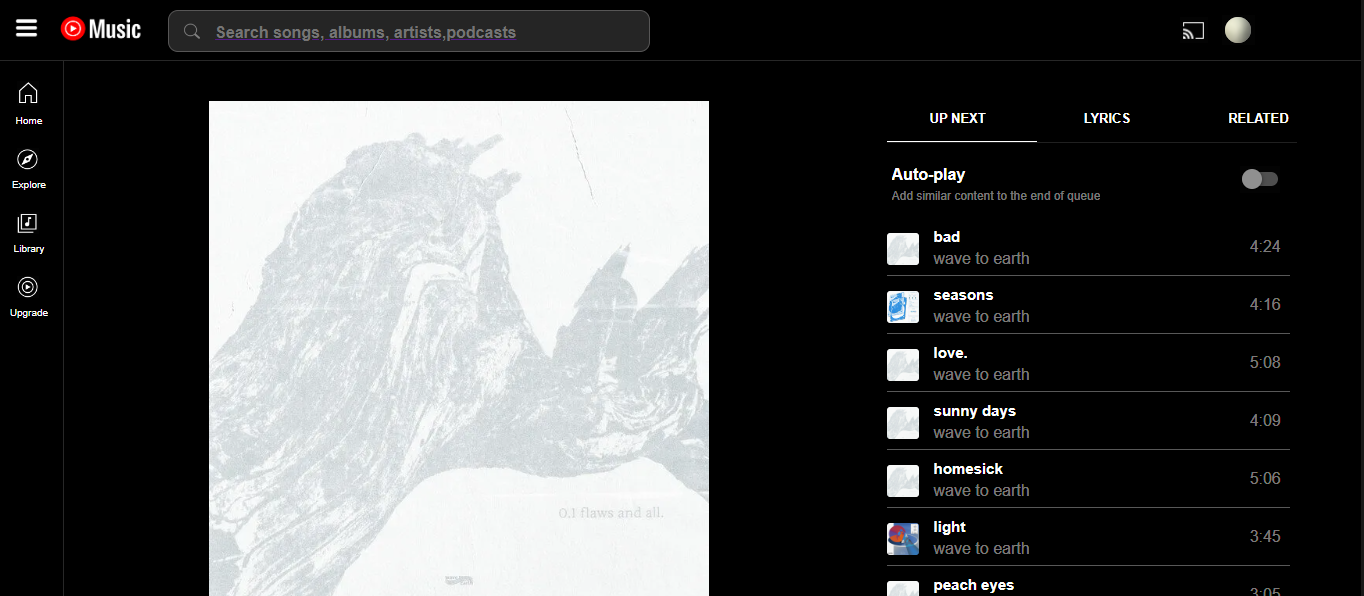 Music
Search songs, albums, artists,podcasts
Home
Explore
Library
Upgrade
0.1 flaws and all.
UP NEXT
LYRICS
RELATED
Auto-play
Add similar content to the end of queue
bad
wave to earth
4:24
seasons
wave to earth
4:16
love.
wave to earth
5:08
sunny days
wave to earth
4:09
homesick
wave to earth
5:06
light
wave to earth
3:45
peach eyes
3:05